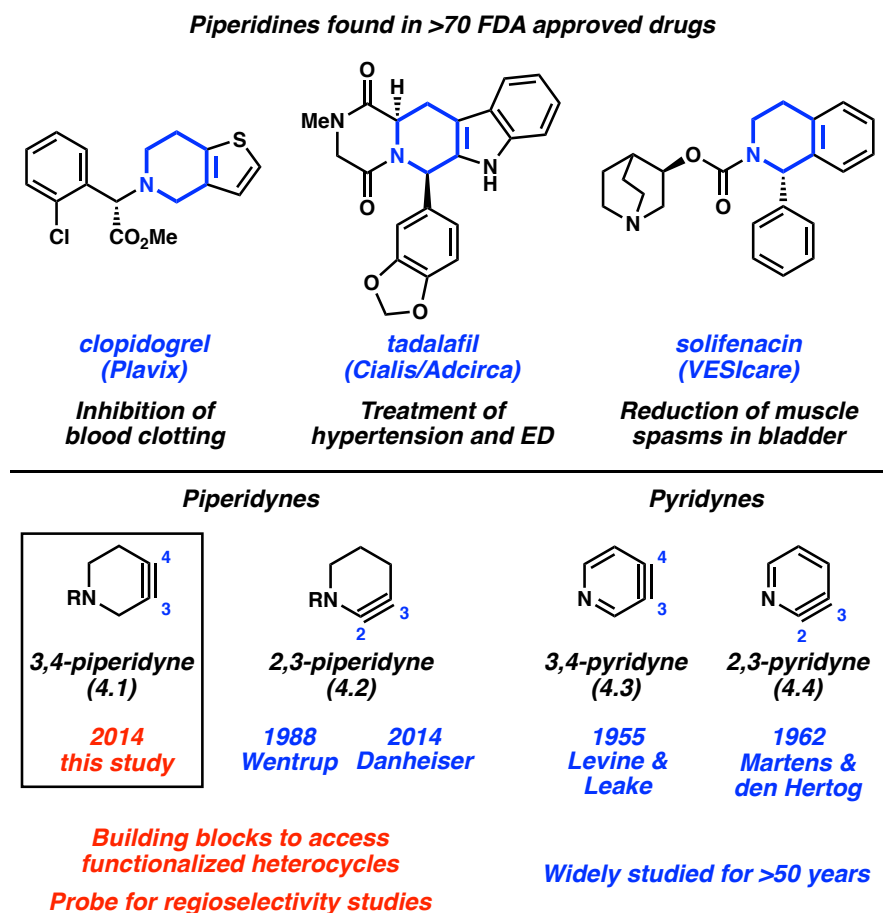 Piperidines found in >70 FDA approved drugs
Cl
N
S
CO2Me
O
H
MeN
N
O
NH
O
O
N
O
O
N
clopidogrel
(Plavix)
tadalafil
(Cialis/Adcirca)
solifenacin
(VESIcare)
Inhibition of
blood clotting
Treatment of
hypertension and ED
Reduction of muscle
spasms in bladder
Piperidynes
Pyridynes
RN
4
3
RN
2
3
N
4
3
N
2
3
3,4-piperidyne
(4.1)
2,3-piperidyne
(4.2)
3,4-pyridyne
(4.3)
2,3-pyridyne
(4.4)
2014
this study
1988
Wentrup
2014
Danheiser
1955
Levine &
Leake
1962
Martens &
den Hertog
Building blocks to access
functionalized heterocycles
Probe for regioselectivity studies
Widely studied for >50 years